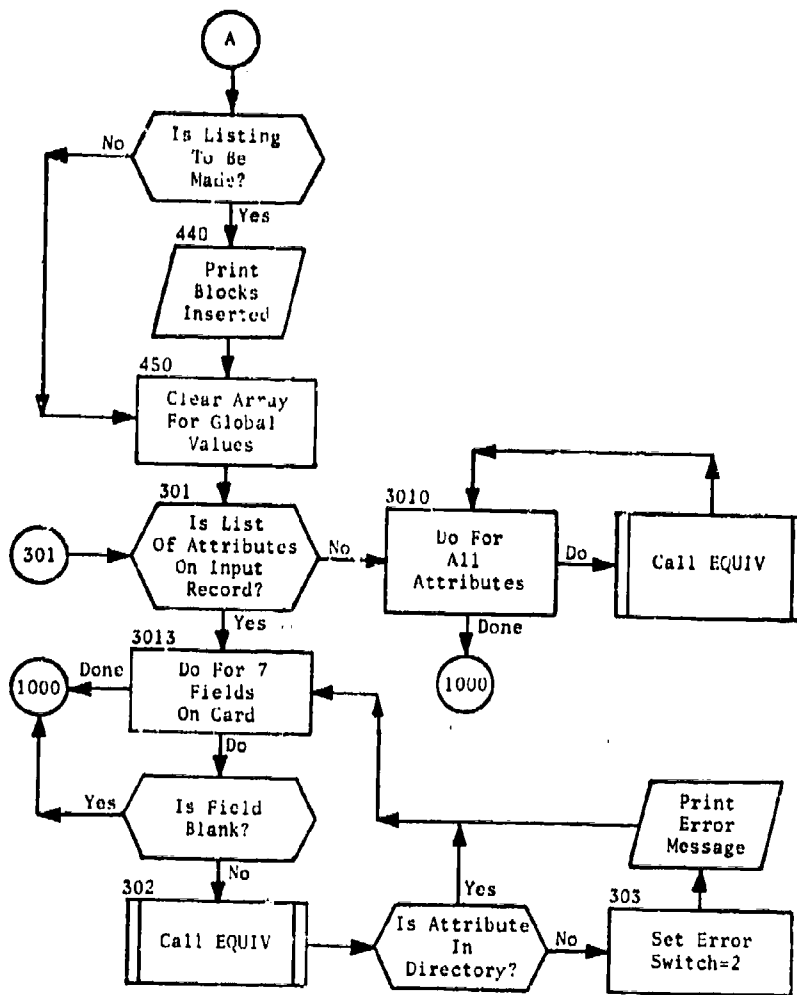 A
Is Listing
To Be
Made?
No
Yes
440
Print
Blocks
Inserted
450
Clear Array
For Global
Values
301
Is List
Of Attributes
On Input
Record?
301
No
Yes
3010
Do For
All
Attributes
Do
Call EQUIV
Done
1000
3013
Do For 7
Fields
On Card
Done
1000
Do
Is Field
Blank?
Yes
No
302
Call EQUIV
Is Attribute
In
Directory?
Yes
No
303
Set Error
Switch=2
Print
Error
Message